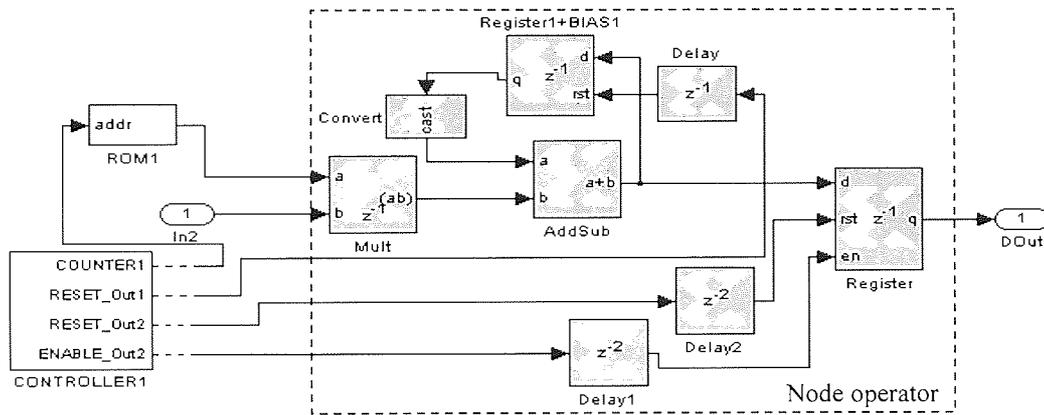 Register1+BIAS1
d
q
z-1
rst
Delay
z-1
Convert
cast
addr
ROM1
a
b
(ab)
z-1
Mult
a
b
a+b
AddSub
d
rst
en
z-1
q
Register
1
DOut
1
In2
COUNTER1
RESET_Out1
RESET_Out2
ENABLE_Out2
CONTROLLER1
z-2
Delay2
z-2
Delay1
Node operator